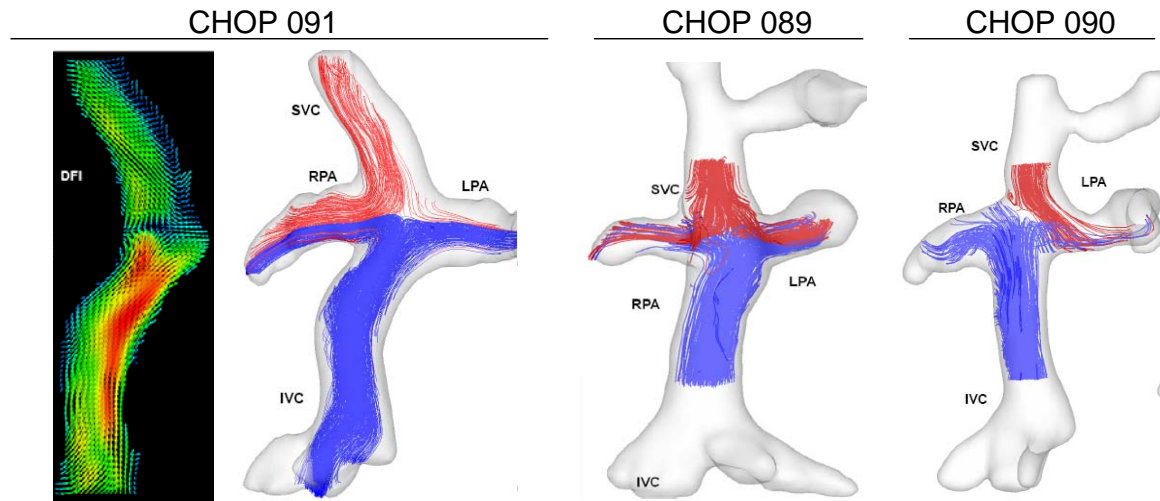 CHOP 091
CHOP 089
CHOP 090
DFI
SVC
RPA
LPA
IVC
SVC
RPA
LPA
IVC
SVC
LPA
RPA
IVC